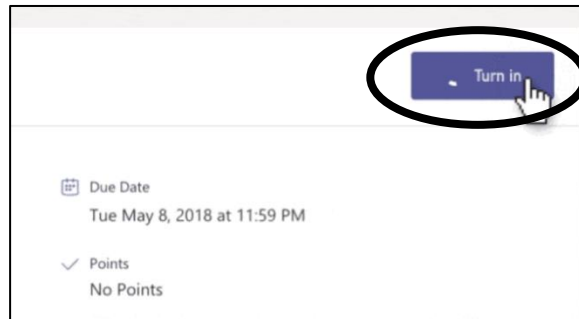 Turn in
Due Date
Tue May 8, 2018 at 11:59 PM
Points
No Points